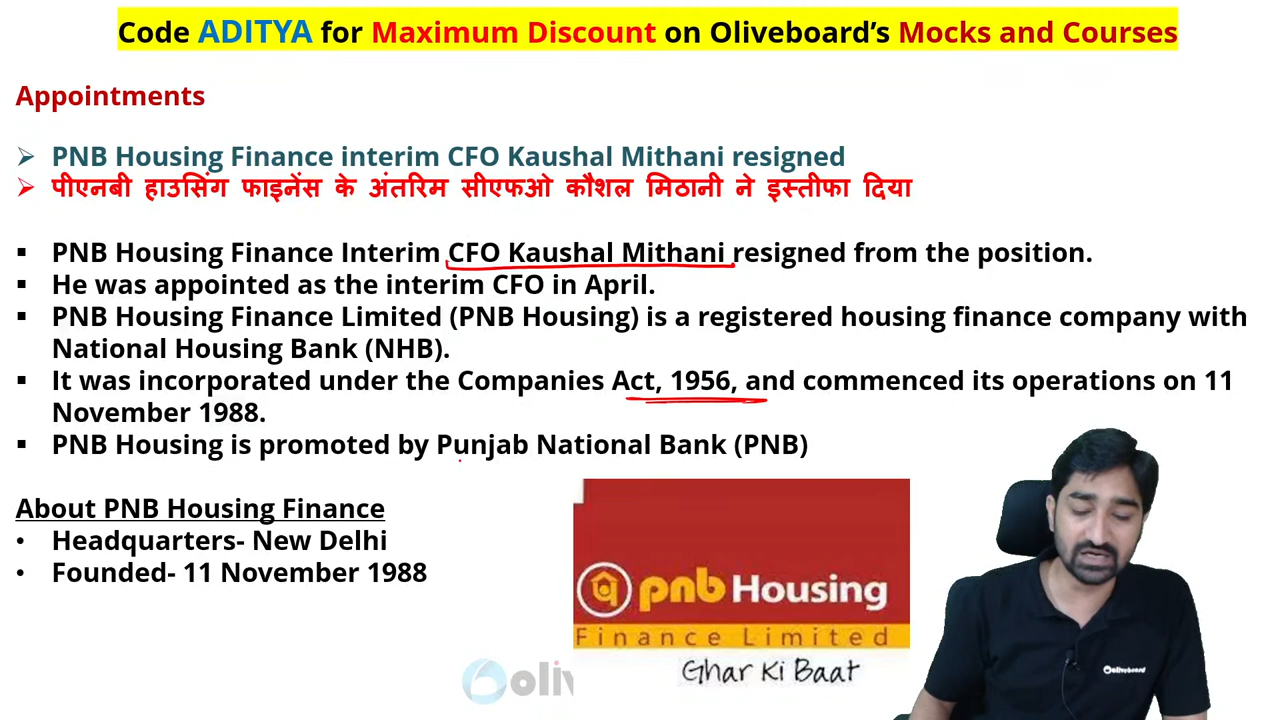 Code ADITYA for Maximum Discount on Oliveboard’s Mocks and Courses
Appointments
➢ PNB Housing Finance interim CFO Kaushal Mithani resigned
➢ पीएनबी हाउसिंग फाइनेंस के अंतरिम सीएफओ कौशल मिठानी ने इस्तीफा दिया
▪ PNB Housing Finance Interim CFO Kaushal Mithani resigned from the position.
▪ He was appointed as the interim CFO in April.
▪ PNB Housing Finance Limited (PNB Housing) is a registered housing finance company with
National Housing Bank (NHB).
▪ It was incorporated under the Companies Act, 1956, and commenced its operations on 11
November 1988.
▪ PNB Housing is promoted by Punjab National Bank (PNB)
About PNB Housing Finance
• Headquarters- New Delhi
• Founded- 11 November 1988
pnb Housing
Finance Limited
Ghar Ki Baat
oliv
oliveboard